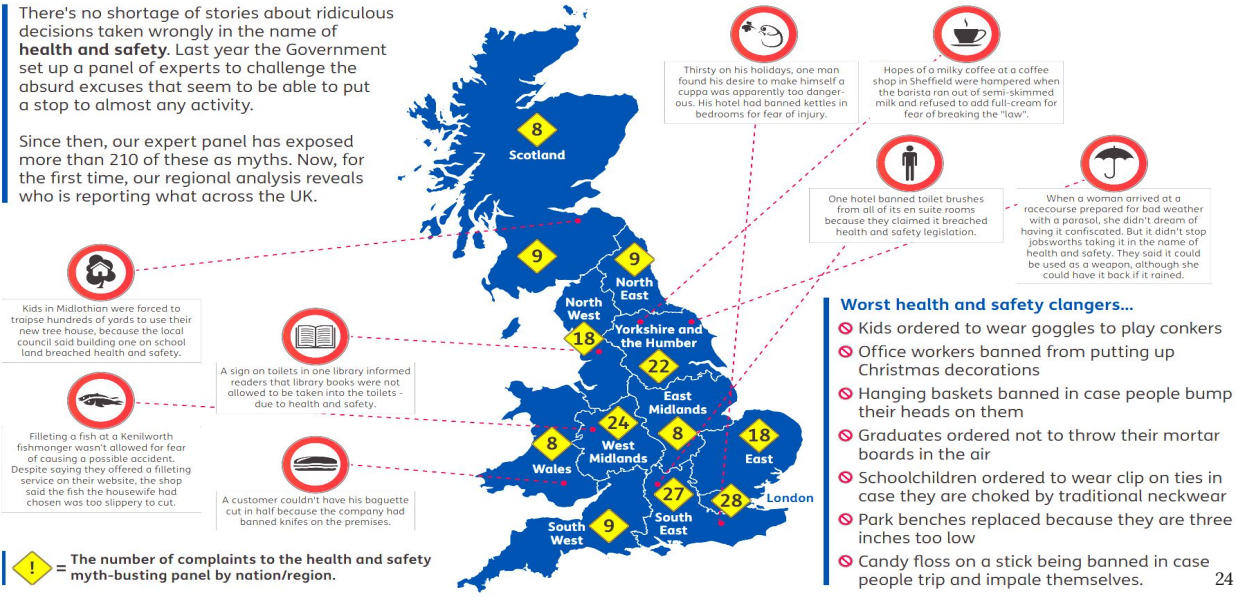 There's no shortage of stories about ridiculous
decisions taken wrongly in the name of
health and safety. Last year the Government
set up a panel of experts to challenge the
absurd excuses that seem to be able to put
a stop to almost any activity.
Since then, our expert panel has exposed
more than 210 of these as myths. Now, for
the first time, our regional analysis reveals
who is reporting what across the UK.
Thirsty on his holidays, one man
found his desire to make himself a
cuppa was apparently too danger-
ous. His hotel had banned kettles in
bedrooms for fear of injury.
Hopes of a milky coffee at a coffee
shop in Sheffield were hampered when
the barista ran out of semi-skimmed
milk and refused to add full-cream for
fear of breaking the "law".
One hotel banned toilet brushes
from all of its en suite rooms
because they claimed it breached
health and safety legislation.
When a woman arrived at a
racecourse prepared for bad weather
with a parasol, she didn't dream of
having it confiscated. But it didn't stop
jobsworths taking it in the name of
health and safety. They said it could
be used as a weapon, although she
could have it back if it rained.
Kids in Midlothian were forced to
traipse hundreds of yards to use their
new tree house, because the local
council said building one on school
land breached health and safety.
A sign on toilets in one library informed
readers that library books were not
allowed to be taken into the toilets -
due to health and safety.
Filleting a fish at a Kenilworth
fishmonger wasn't allowed for fear
of causing a possible accident.
Despite saying they offered a filleting
service on their website, the shop
said the fish the housewife had
chosen was too slippery to cut.
A customer couldn't have his baguette
cut in half because the company had
banned knifes on the premises.
8
Scotland
9
9
North
East
North
West
18
Yorkshire and
the Humber
22
East
Midlands
8
24
West
Midlands
8
Wales
18
East
27
South
East
28
London
South
West
9
! = The number of complaints to the health and safety
myth-busting panel by nation/region.
Worst health and safety clangers...
Kids ordered to wear goggles to play conkers
Office workers banned from putting up
Christmas decorations
Hanging baskets banned in case people bump
their heads on them
Graduates ordered not to throw their mortar
boards in the air
Schoolchildren ordered to wear clip on ties in
case they are choked by traditional neckwear
Park benches replaced because they are three
inches too low
Candy floss on a stick being banned in case
people trip and impale themselves.
24